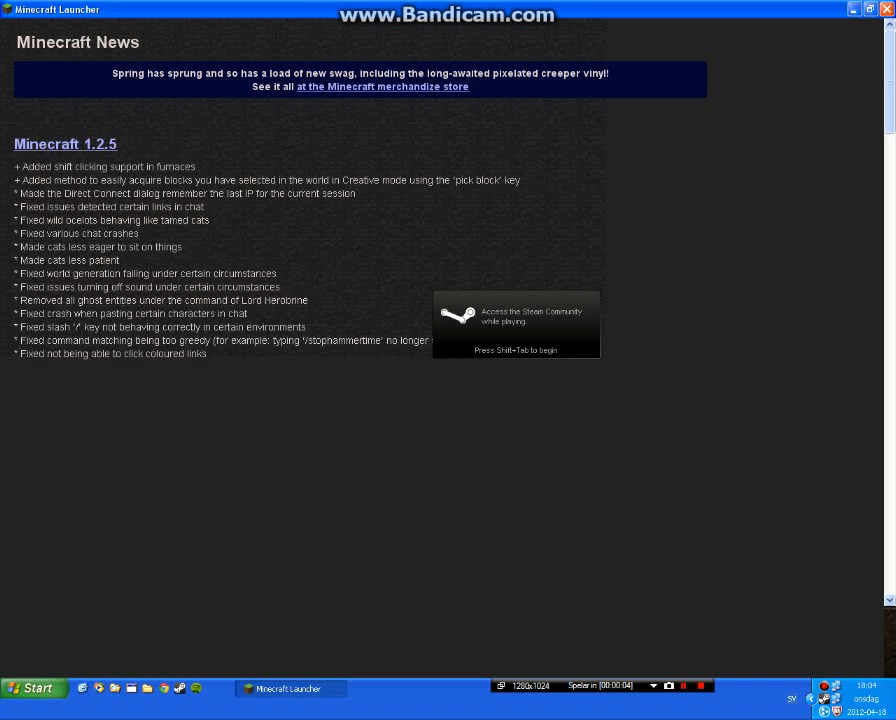 Minecraft Launcher
www.Bandicam.com
Minecraft News
Spring has sprung and so has a load of new swag, including the long-awaited pixelated creeper vinyl!
See it all at the Minecraft merchandize store
Minecraft 1.2.5
+ Added shift clicking support in furnaces
+ Added method to easily acquire blocks you have selected in the world in Creative mode using the 'pick block' key
* Made the Direct Connect dialog remember the last IP for the current session
* Fixed issues detected certain links in chat
* Fixed wild ocelots behaving like tamed cats
* Fixed various chat crashes
* Made cats less eager to sit on things
* Made cats less patient
* Fixed world generation failing under certain circumstances
* Fixed issues turning off sound under certain circumstances
* Removed all ghost entities under the command of Lord Herobrine
* Fixed crash when pasting certain characters in chat
* Fixed slash '/' key not behaving correctly in certain environments
* Fixed command matching being too greedy (for example: typing '/stophammertime' no longer
* Fixed not being able to click coloured links
Access the Steam Community
while playing.
Press Shift+Tab to begin
Start
Minecraft Launcher
1280x1024
Spelar in [00:00:04]
SV
18:04
onsdag
2012-04-18